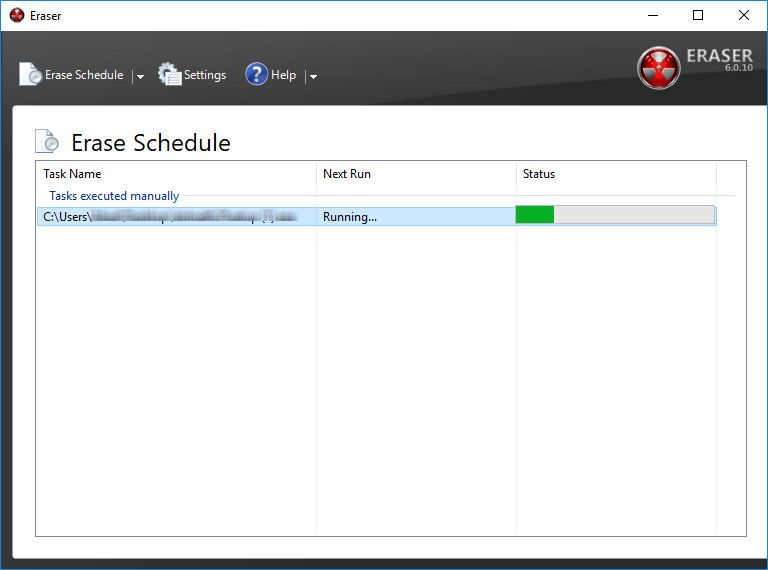 Eraser
Erase Schedule Settings Help
ERASER
6.0.10
Erase Schedule
Task Name Next Run Status
Tasks executed manually
C:\Users\ Running...